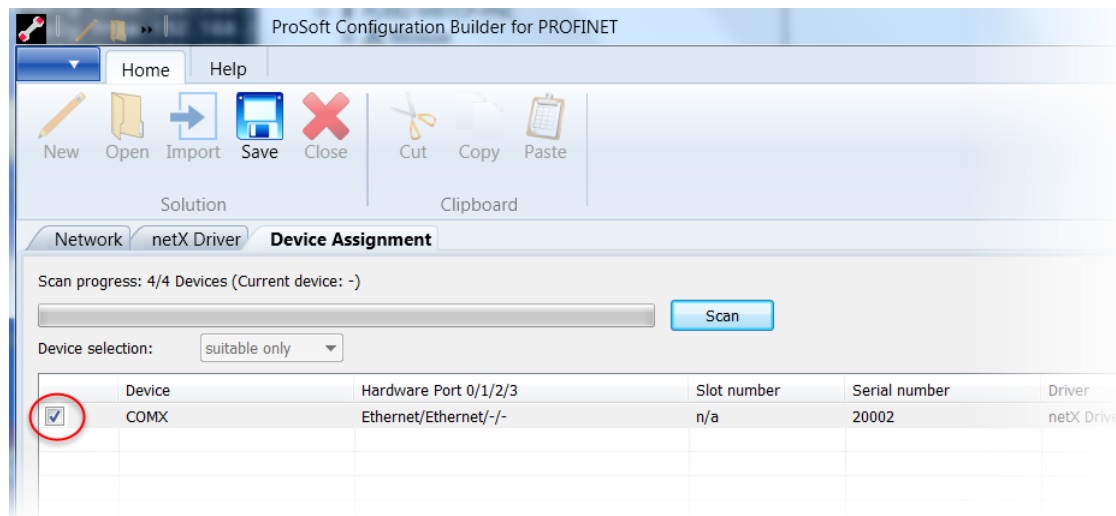 ProSoft Configuration Builder for PROFINET
Home Help
New Open Import Save Close Cut Copy Paste
Solution Clipboard
Network netX Driver Device Assignment
Scan progress: 4/4 Devices (Current device: -)
Scan
Device selection: suitable only
Device Hardware Port 0/1/2/3 Slot number Serial number Driver
COMX Ethernet/Ethernet/-/- n/a 20002 netX Drive